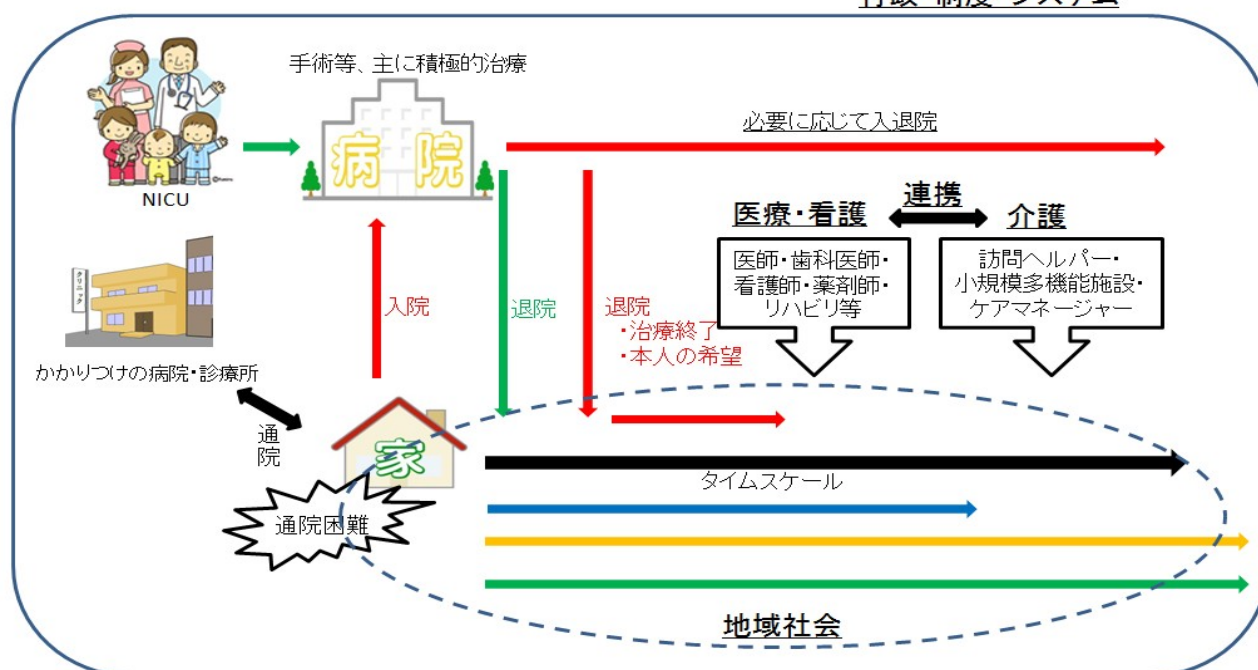 行政・制度・システム
手術等、主に積極的治療
病院
NICU
必要に応じて入退院
医療・看護
連携
介護
医師・歯科医師・
看護師・薬剤師・
リハビリ等
訪問ヘルパー・
小規模多機能施設・
ケアマネージャー
クリニック
入院
退院
退院
・治療終了
・本人の希望
かかりつけの病院・診療所
通院
家
通院困難
タイムスケール
地域社会